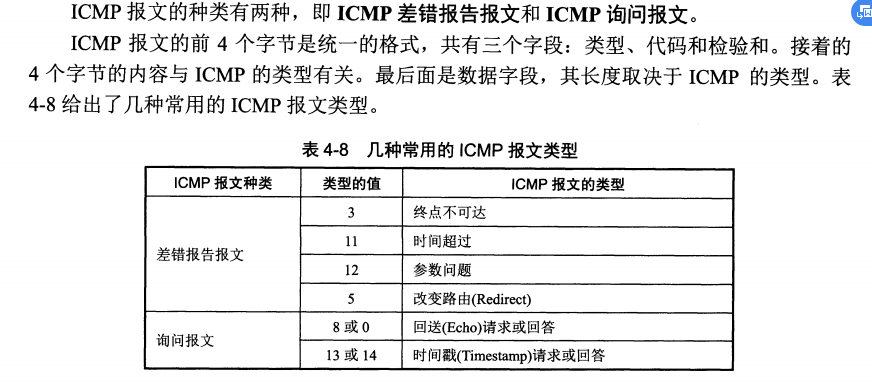 ICMP 报文的种类有两种，即 ICMP 差错报告报文和 ICMP 询问报文。
ICMP 报文的前 4 个字节是统一的格式，共有三个字段：类型、代码和检验和。接着的
4 个字节的内容与 ICMP 的类型有关。最后面是数据字段，其长度取决于 ICMP 的类型。表
4-8 给出了几种常用的 ICMP 报文类型。
表 4-8 几种常用的 ICMP 报文类型
ICMP 报文种类 类型的值 ICMP 报文的类型
差错报告报文
3 终点不可达
11 时间超过
12 参数问题
5 改变路由(Redirect)
询问报文
8 或 0 回送(Echo)请求或回答
13 或 14 时间戳(Timestamp)请求或回答